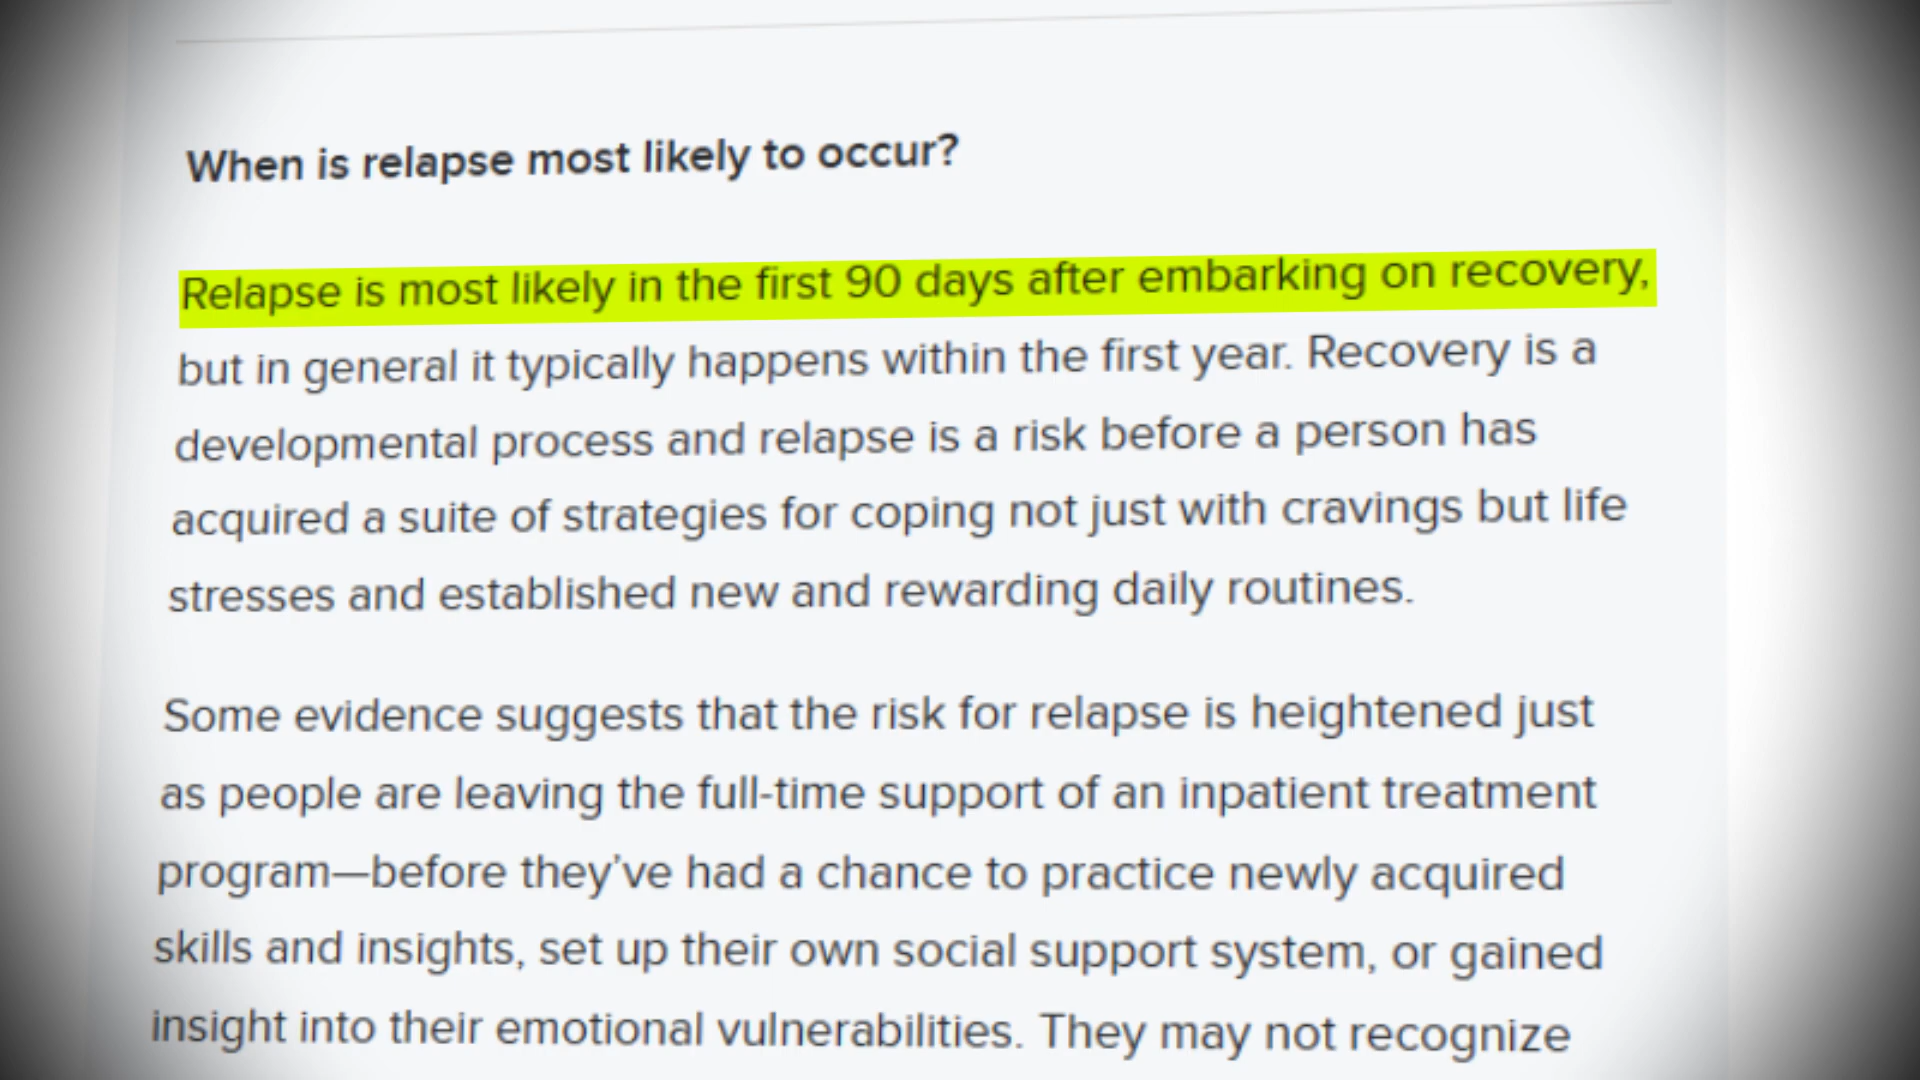 When is relapse most likely to occur?
Relapse is most likely in the first 90 days after embarking on recovery,
but in general it typically happens within the first year. Recovery is a
developmental process and relapse is a risk before a person has
acquired a suite of strategies for coping not just with cravings but life
stresses and established new and rewarding daily routines.
Some evidence suggests that the risk for relapse is heightened just
as people are leaving the full-time support of an inpatient treatment
program—before they’ve had a chance to practice newly acquired
skills and insights, set up their own social support system, or gained
insight into their emotional vulnerabilities. They may not recognize